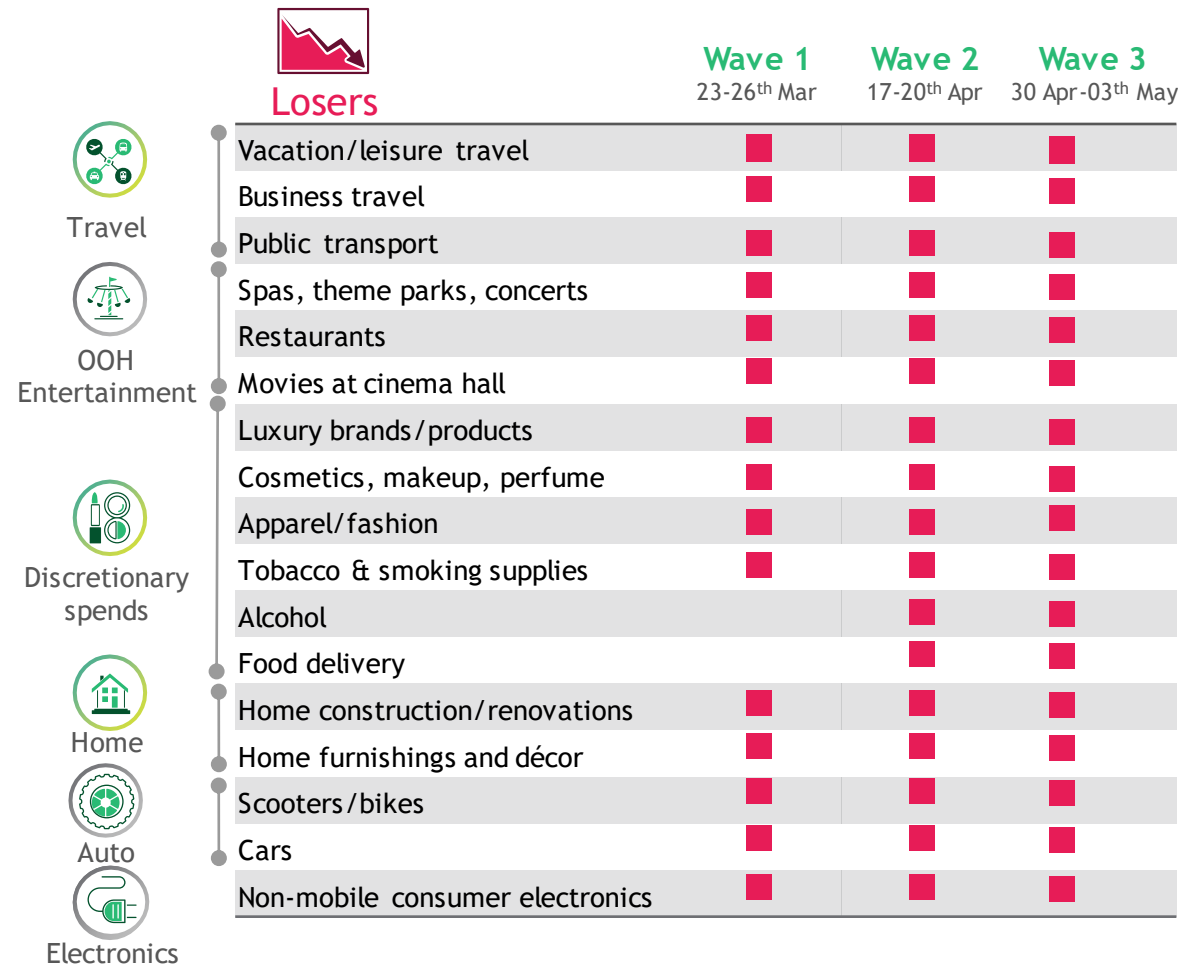 Losers
Wave 1 Wave 2 Wave 3
23-26th Mar 17-20th Apr 30 Apr-03th May
Travel
Vacation/leisure travel
Business travel
Public transport
OOH
Entertainment
Spas, theme parks, concerts
Restaurants
Movies at cinema hall
Discretionary
spends
Luxury brands/products
Cosmetics, makeup, perfume
Apparel/fashion
Tobacco & smoking supplies
Alcohol
Food delivery
Home
Home construction/renovations
Home furnishings and décor
Auto
Scooters/bikes
Cars
Electronics
Non-mobile consumer electronics